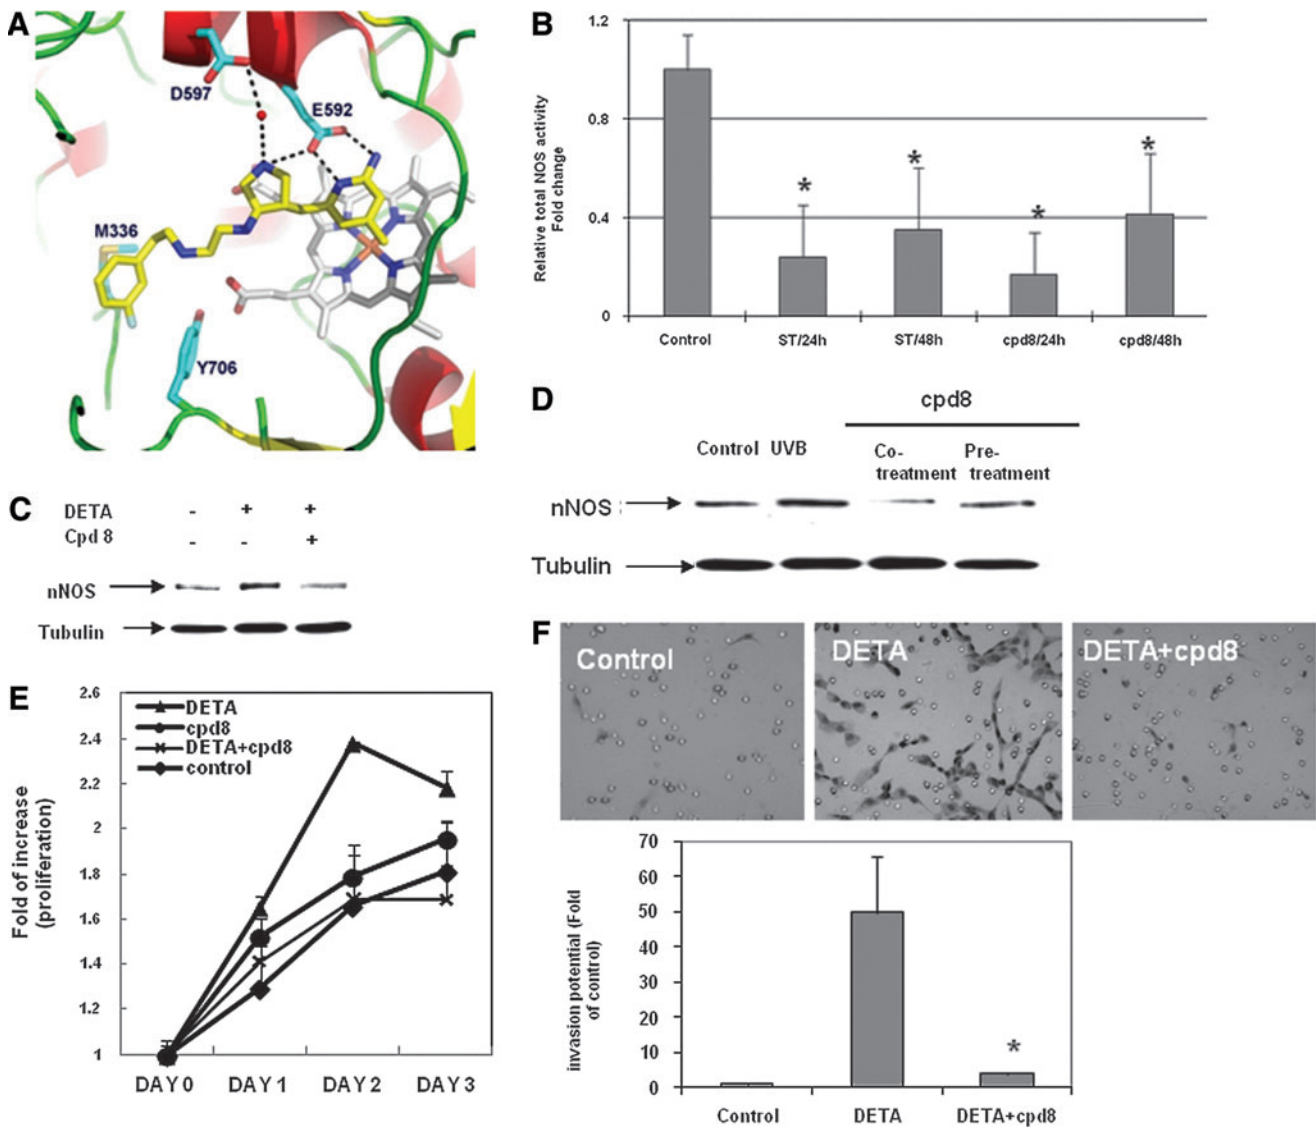 A
D597
E592
M336
Y706
B
1.2
0.8
0.4
0
Relative total NOS activity
Fold change
Control
ST/24h
ST/48h
cpd8/24h
cpd8/48h
*
*
*
*
C
DETA - + +
Cpd 8 - - +
nNOS
Tubulin
D
cpd8
Control UVB
Co-treatment
Pre-treatment
nNOS
Tubulin
E
2.6
2.4
2.2
2
1.8
1.6
1.4
1.2
1
Fold of increase
(proliferation)
DETA
cpd8
DETA+cpd8
control
DAY 0
DAY 1
DAY 2
DAY 3
F
Control
DETA
DETA+cpd8
70
60
50
40
30
20
10
0
invasion potential (Fold
of control)
*
Control
DETA
DETA+cpd8